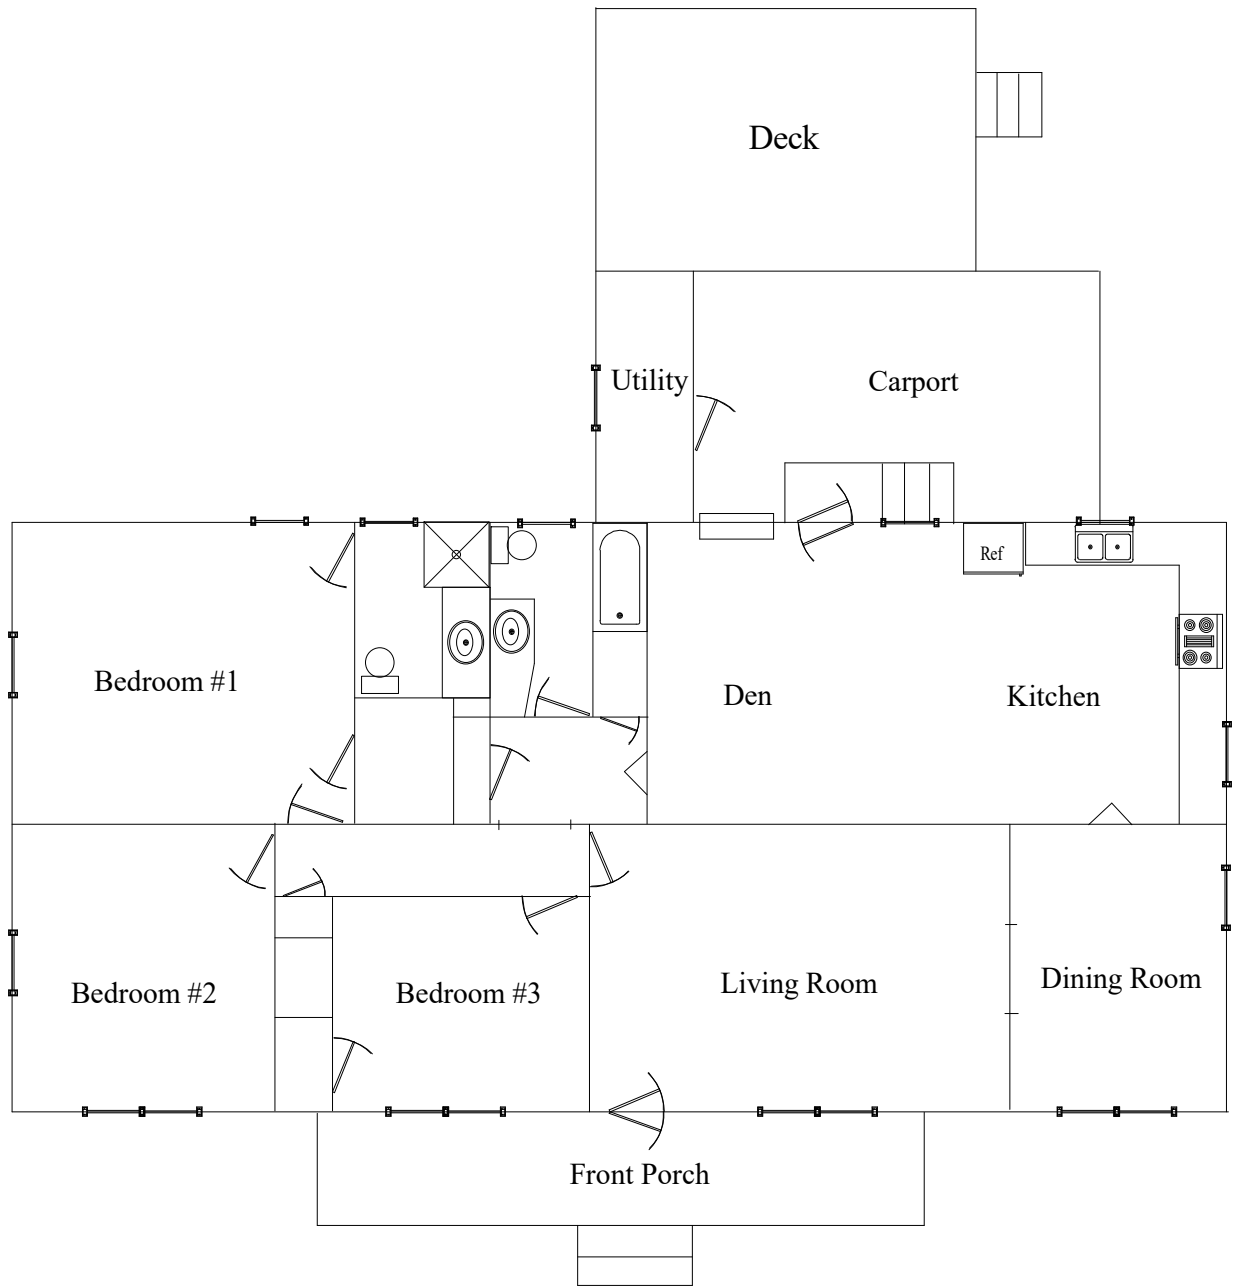 Deck
Utility
Carport
Ref
Bedroom #1
Den
Kitchen
Bedroom #2
Bedroom #3
Living Room
Dining Room
Front Porch